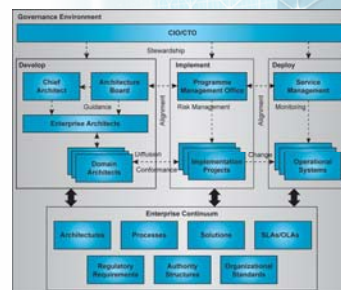 Governance Environment
CIO/CTO
Stewardship
Develop
Implement
Deploy
Chief
Architect
Architecture
Board
Programme
Management Office
Service
Management
Guidance
Alignment
Risk Management
Alignment
Monitoring
Enterprise Architects
Diffusion
Conformance
Change
Domain
Architects
Implementation
Projects
Operational
Systems
Enterprise Continuum
Architectures
Processes
Solutions
SLAs/OLAs
Regulatory
Requirements
Authority
Structures
Organizational
Standards